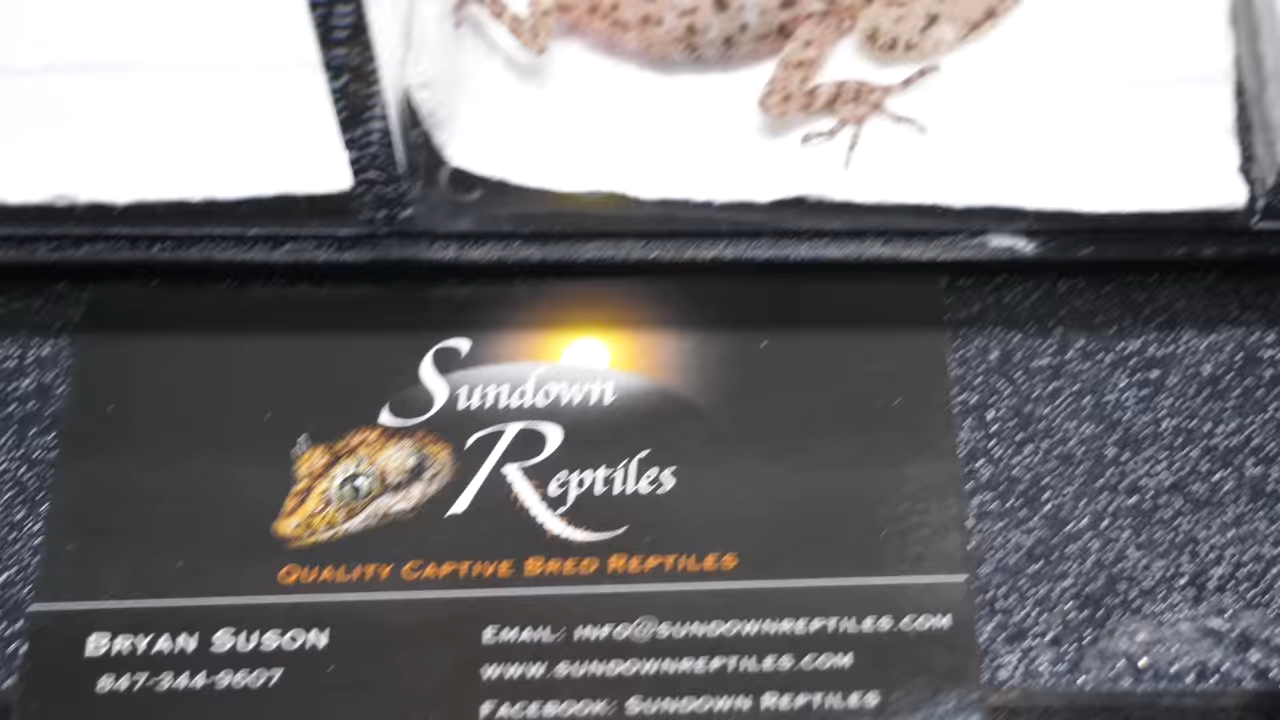 Sundown
Reptiles
QUALITY CAPTIVE BRED REPTILES
BRYAN SUSON
847-344-9607
EMAIL: INFO@SUNDOWNREPTILES.COM
WWW.SUNDOWNREPTILES.COM
FACEBOOK: SUNDOWN REPTILES